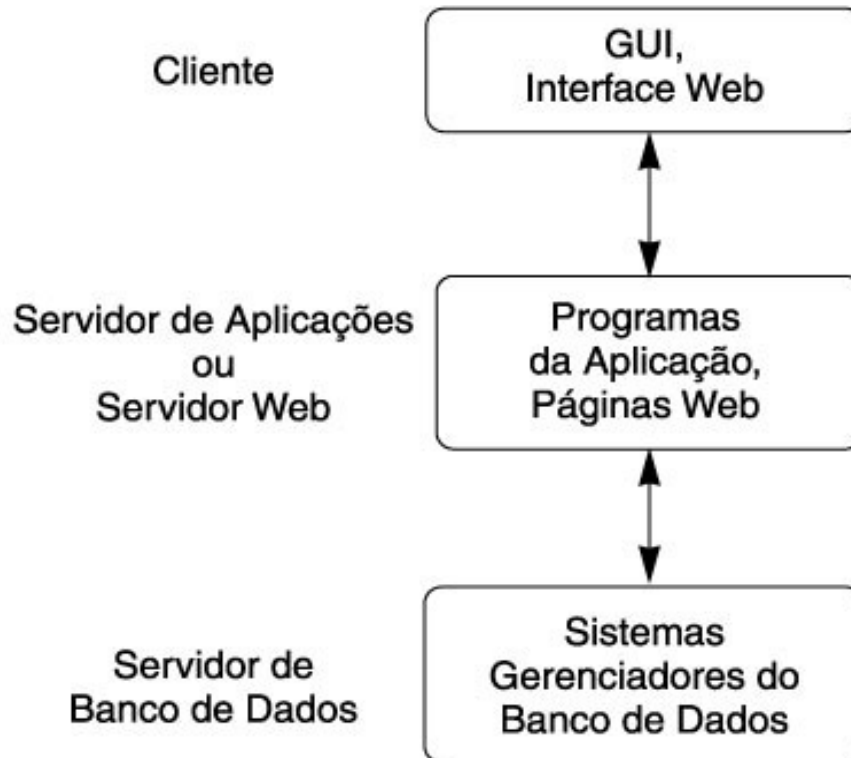 Cliente
GUI,
Interface Web
Servidor de Aplicações
ou
Servidor Web
Programas
da Aplicação,
Páginas Web
Servidor de
Banco de Dados
Sistemas
Gerenciadores do
Banco de Dados